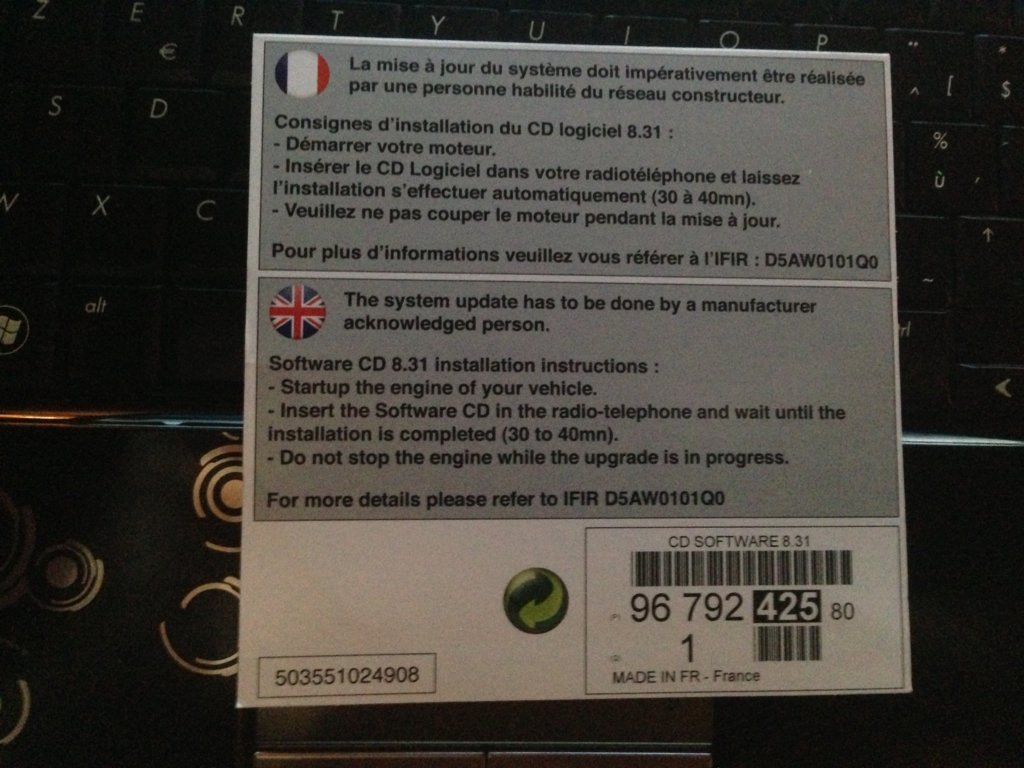 Z E R T Y U I O P ¨ *
€ ^ [ $
S D % ù
W X C
alt
La mise à jour du système doit impérativement être réalisée
par une personne habilité du réseau constructeur.
Consignes d'installation du CD logiciel 8.31 :
- Démarrer votre moteur.
- Insérer le CD Logiciel dans votre radiotéléphone et laissez
l'installation s'effectuer automatiquement (30 à 40mn).
- Veuillez ne pas couper le moteur pendant la mise à jour.
Pour plus d'informations veuillez vous référer à l'IFIR : D5AW0101Q0
The system update has to be done by a manufacturer
acknowledged person.
Software CD 8.31 installation instructions :
- Startup the engine of your vehicle.
- Insert the Software CD in the radio-telephone and wait until the
installation is completed (30 to 40mn).
- Do not stop the engine while the upgrade is in progress.
For more details please refer to IFIR D5AW0101Q0
CD SOFTWARE 8.31
(P) 96 792 425 80
(Q) 1
MADE IN FR - France
503551024908